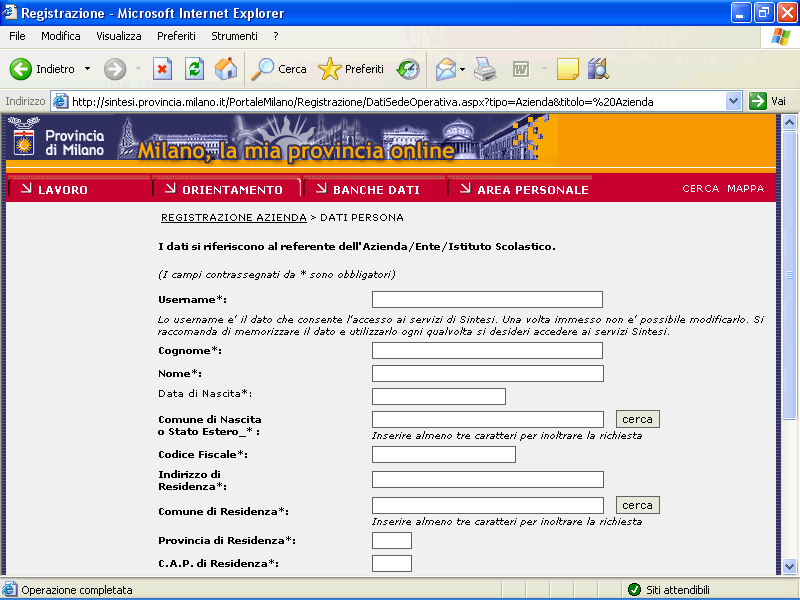 Registrazione - Microsoft Internet Explorer
File Modifica Visualizza Preferiti Strumenti ?
Indietro Cerca Preferiti
Indirizzo http://sintesi.provincia.milano.it/PortaleMilano/Registrazione/DatiSedeOperativa.aspx?tipo=Azienda&titolo=%20Azienda Vai
Provincia
di Milano
Milano, la mia provincia online
LAVORO ORIENTAMENTO BANCHE DATI AREA PERSONALE CERCA MAPPA
REGISTRAZIONE AZIENDA > DATI PERSONA
I dati si riferiscono al referente dell'Azienda/Ente/Istituto Scolastico.
(I campi contrassegnati da * sono obbligatori)
Username*:
Lo username e' il dato che consente l'accesso ai servizi di Sintesi. Una volta immesso non e' possibile modificarlo. Si
raccomanda di memorizzare il dato e utilizzarlo ogni qualvolta si desideri accedere ai servizi Sintesi.
Cognome*:
Nome*:
Data di Nascita*:
Comune di Nascita
o Stato Estero_* :
cerca
Inserire almeno tre caratteri per inoltrare la richiesta
Codice Fiscale*:
Indirizzo di
Residenza*:
Comune di Residenza*: cerca
Inserire almeno tre caratteri per inoltrare la richiesta
Provincia di Residenza*:
C.A.P. di Residenza*:
Operazione completata Siti attendibili